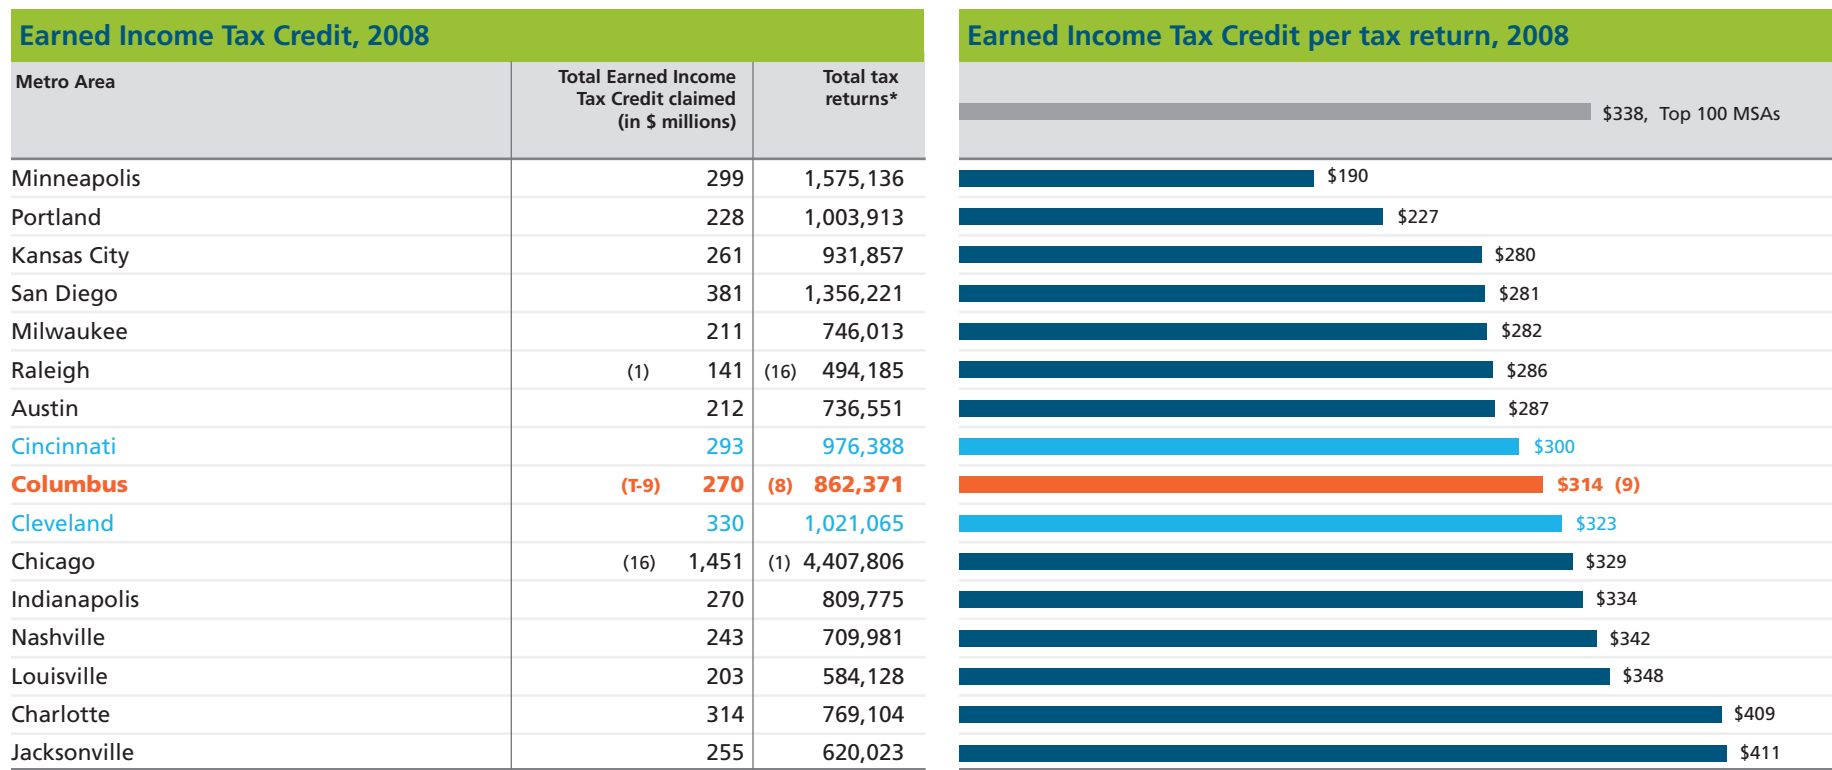 Earned Income Tax Credit, 2008
Metro Area
Total Earned Income
Tax Credit claimed
(in $ millions)
Total tax
returns*
Minneapolis 299 1,575,136
Portland 228 1,003,913
Kansas City 261 931,857
San Diego 381 1,356,221
Milwaukee 211 746,013
Raleigh (1) 141 (16) 494,185
Austin 212 736,551
Cincinnati 293 976,388
Columbus (T-9) 270 (8) 862,371
Cleveland 330 1,021,065
Chicago (16) 1,451 (1) 4,407,806
Indianapolis 270 809,775
Nashville 243 709,981
Louisville 203 584,128
Charlotte 314 769,104
Jacksonville 255 620,023
Earned Income Tax Credit per tax return, 2008
$338, Top 100 MSAs
$190
$227
$280
$281
$282
$286
$287
$300
$314 (9)
$323
$329
$334
$342
$348
$409
$411